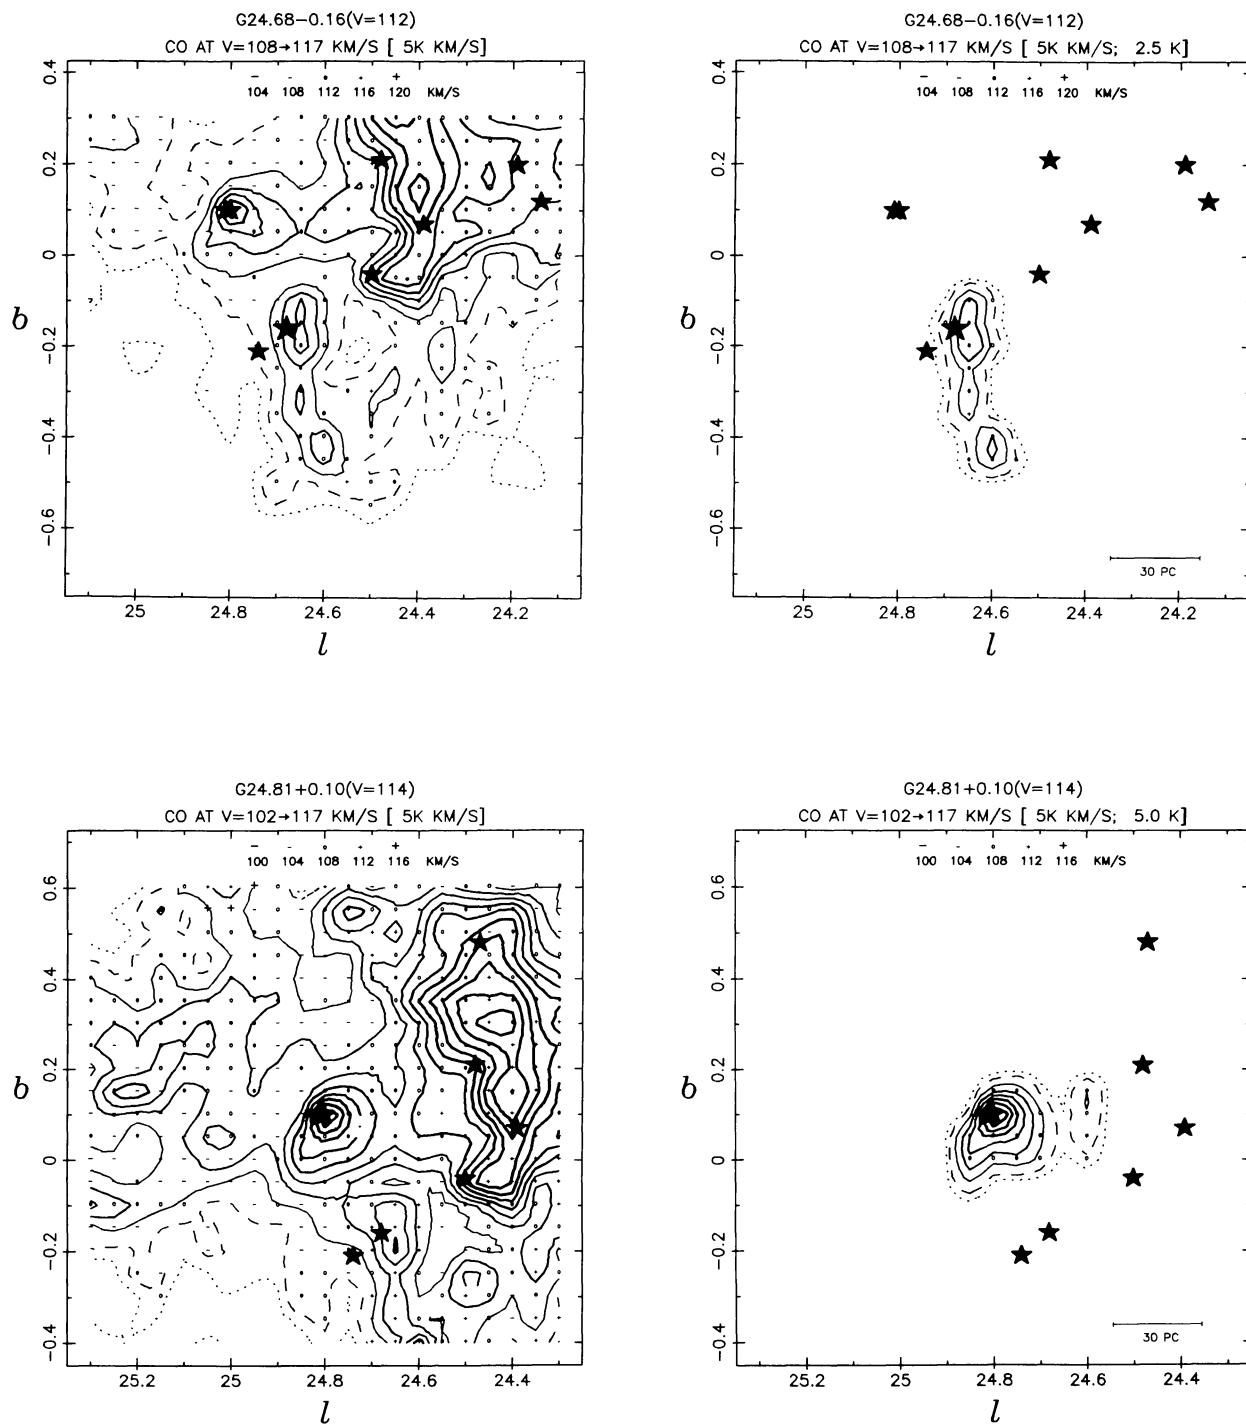 G24.68−0.16(V=112)
CO AT V=108→117 KM/S [ 5K KM/S]
− - ∘ · +
104 108 112 116 120 KM/S
0.4
0.2
0
−0.2
−0.4
−0.6
b
25 24.8 24.6 24.4 24.2
l
G24.68−0.16(V=112)
CO AT V=108→117 KM/S [ 5K KM/S; 2.5 K]
− - ∘ · +
104 108 112 116 120 KM/S
0.4
0.2
0
−0.2
−0.4
−0.6
b
30 PC
25 24.8 24.6 24.4 24.2
l
G24.81+0.10(V=114)
CO AT V=102→117 KM/S [ 5K KM/S]
− - ∘ · +
100 104 108 112 116 KM/S
0.6
0.4
0.2
0
−0.2
−0.4
b
25.2 25 24.8 24.6 24.4
l
G24.81+0.10(V=114)
CO AT V=102→117 KM/S [ 5K KM/S; 5.0 K]
− - ∘ · +
100 104 108 112 116 KM/S
0.6
0.4
0.2
0
−0.2
−0.4
b
30 PC
25.2 25 24.8 24.6 24.4
l